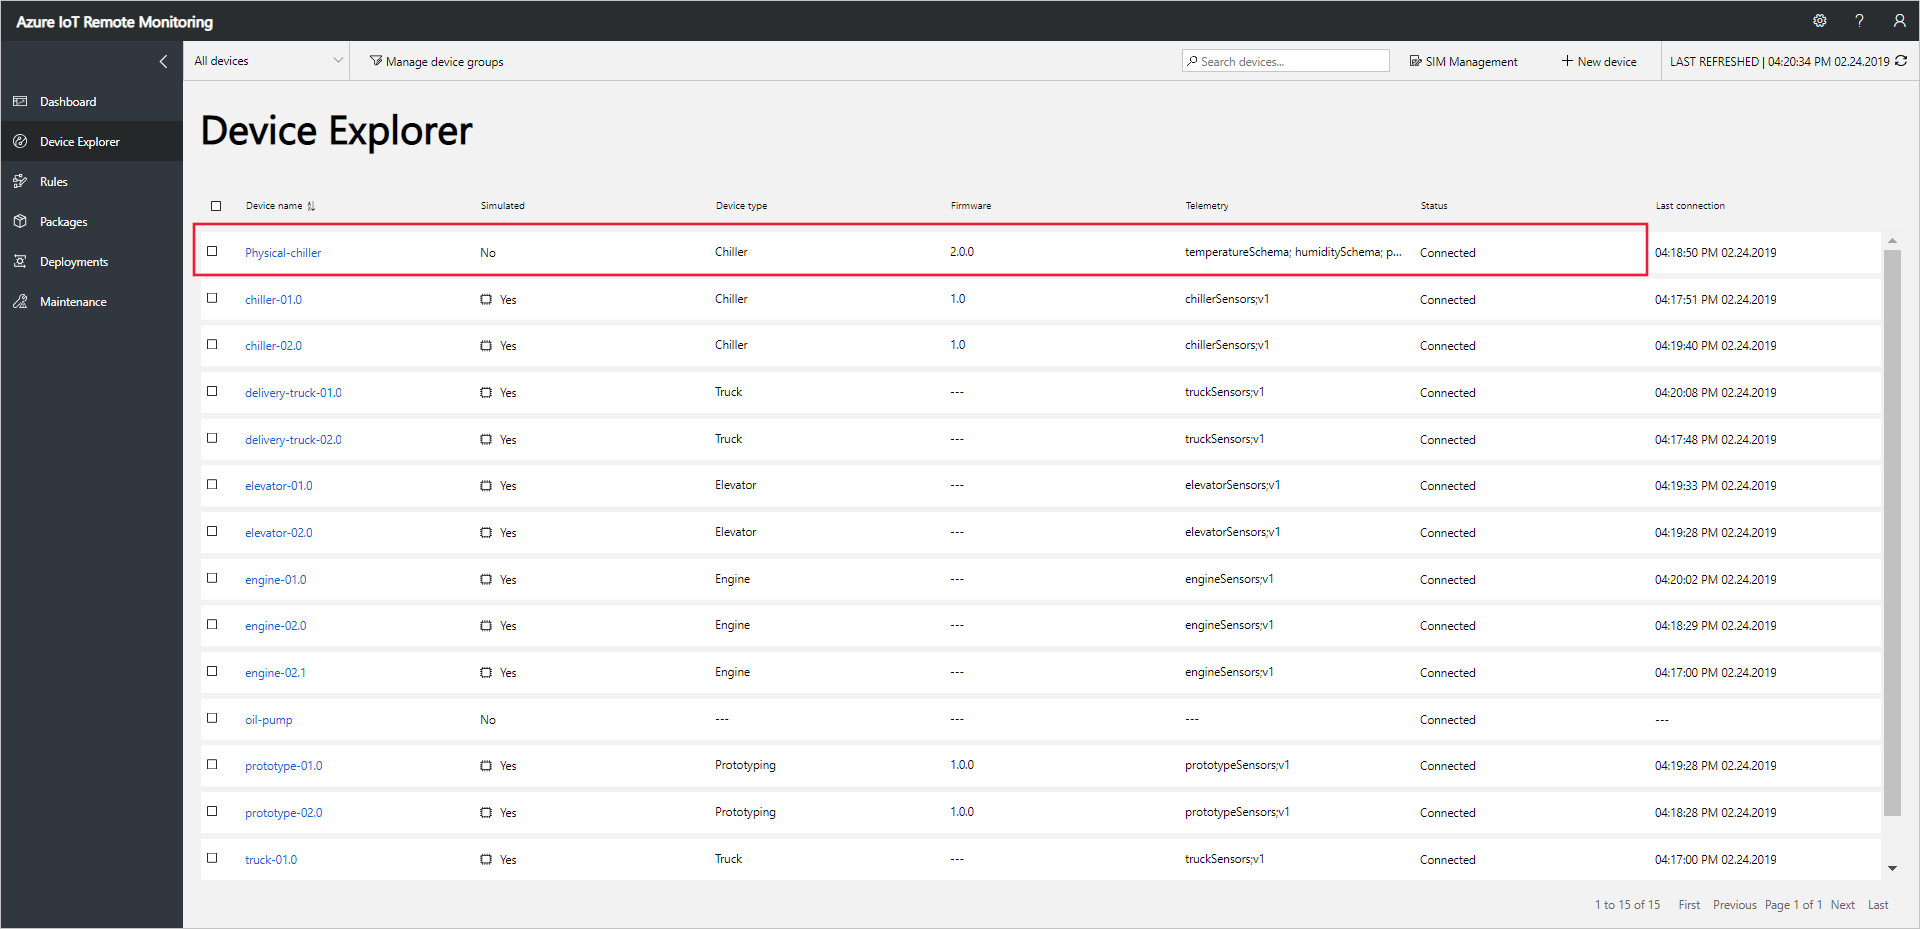 Azure IoT Remote Monitoring
?
All devices
Manage device groups
Search devices...
SIM Management
+ New device
LAST REFRESHED | 04:20:34 PM 02.24.2019
Dashboard
Device Explorer
Rules
Packages
Deployments
Maintenance
Device Explorer
Device name Simulated Device type Firmware Telemetry Status Last connection
Physical-chiller No Chiller 2.0.0 temperatureSchema; humiditySchema; p... Connected 04:18:50 PM 02.24.2019
chiller-01.0 Yes Chiller 1.0 chillerSensors;v1 Connected 04:17:51 PM 02.24.2019
chiller-02.0 Yes Chiller 1.0 chillerSensors;v1 Connected 04:19:40 PM 02.24.2019
delivery-truck-01.0 Yes Truck --- truckSensors;v1 Connected 04:20:08 PM 02.24.2019
delivery-truck-02.0 Yes Truck --- truckSensors;v1 Connected 04:17:48 PM 02.24.2019
elevator-01.0 Yes Elevator --- elevatorSensors;v1 Connected 04:19:33 PM 02.24.2019
elevator-02.0 Yes Elevator --- elevatorSensors;v1 Connected 04:19:28 PM 02.24.2019
engine-01.0 Yes Engine --- engineSensors;v1 Connected 04:20:02 PM 02.24.2019
engine-02.0 Yes Engine --- engineSensors;v1 Connected 04:18:29 PM 02.24.2019
engine-02.1 Yes Engine --- engineSensors;v1 Connected 04:17:00 PM 02.24.2019
oil-pump No --- --- --- Connected ---
prototype-01.0 Yes Prototyping 1.0.0 prototypeSensors;v1 Connected 04:19:28 PM 02.24.2019
prototype-02.0 Yes Prototyping 1.0.0 prototypeSensors;v1 Connected 04:18:28 PM 02.24.2019
truck-01.0 Yes Truck --- truckSensors;v1 Connected 04:17:00 PM 02.24.2019
1 to 15 of 15 First Previous Page 1 of 1 Next Last